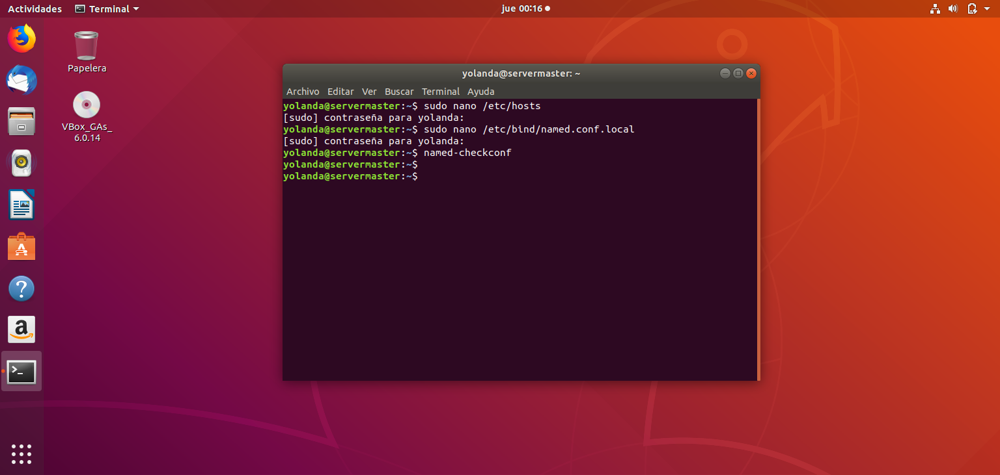 Actividades Terminal jue 00:16
Papelera
VBox_GAs_
6.0.14
yolanda@servermaster: ~
Archivo Editar Ver Buscar Terminal Ayuda
yolanda@servermaster:~$ sudo nano /etc/hosts
[sudo] contraseña para yolanda:
yolanda@servermaster:~$ sudo nano /etc/bind/named.conf.local
[sudo] contraseña para yolanda:
yolanda@servermaster:~$ named-checkconf
yolanda@servermaster:~$
yolanda@servermaster:~$